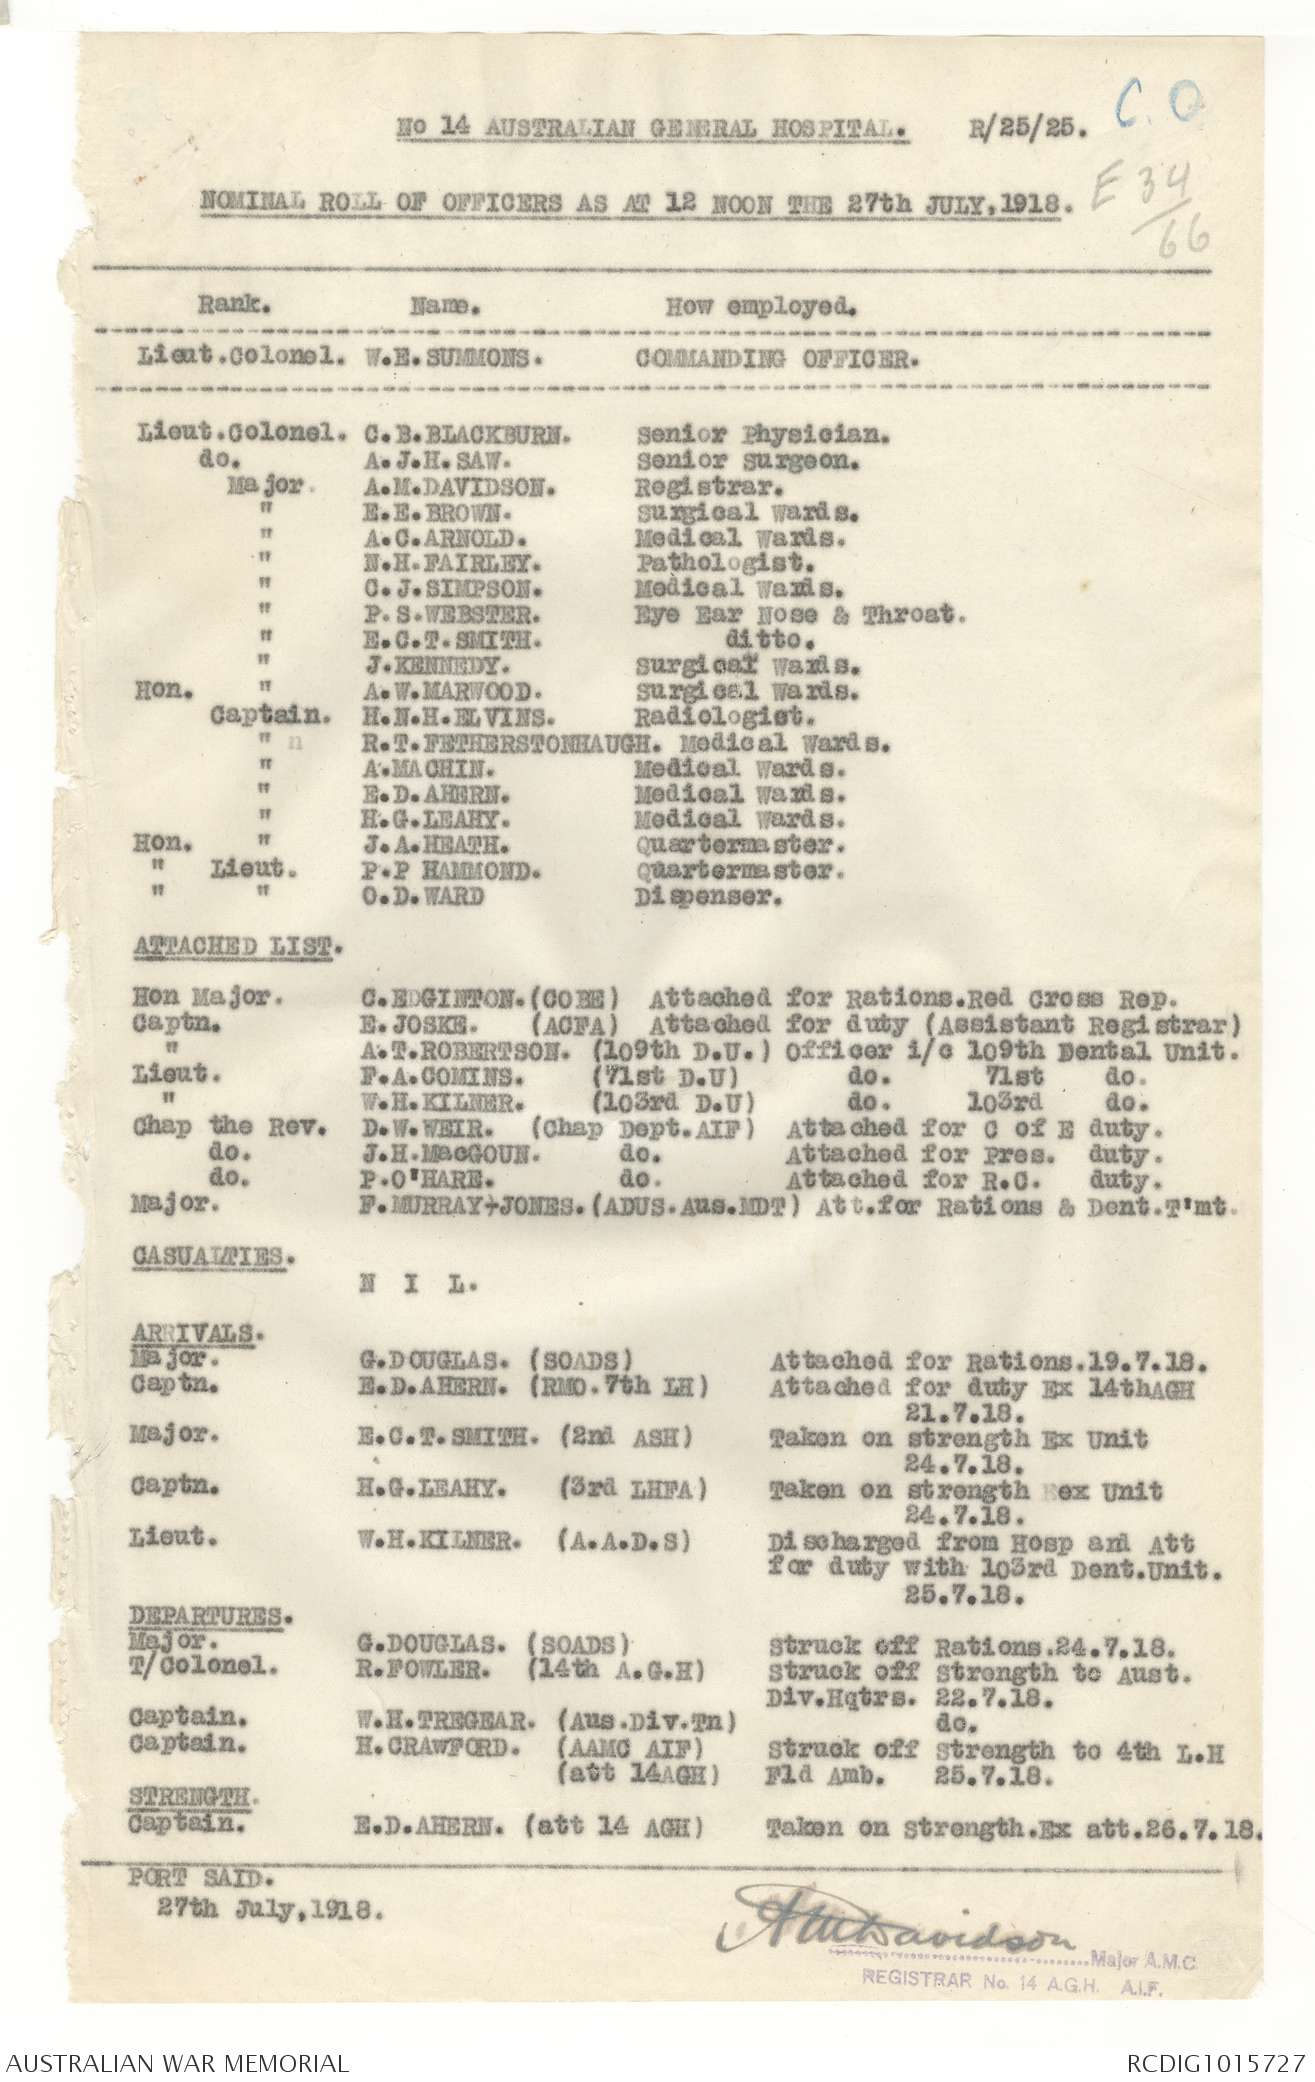 No 14 AUSTRALIAN GENERAL HOSPITAL. R/25/25. C.O
NOMINAL ROLL OF OFFICERS AS AT 12 NOON THE 27th JULY,1918. E 34/66
Rank. Name. How employed.
Lieut.Colonel. W.E.SUMMONS. COMMANDING OFFICER.
Lieut.Colonel. C.B.BLACKBURN. Senior Physician.
do. A.J.H.SAW. Senior Surgeon.
Major. A.M.DAVIDSON. Registrar.
" E.E.BROWN. Surgical Wards.
" A.C.ARNOLD. Medical Wards.
" N.H.FAIRLEY. Pathologist.
" C.J.SIMPSON. Medical Wards.
" P.S.WEBSTER. Eye Ear Nose & Throat.
" E.C.T.SMITH. ditto.
" J.KENNEDY. Surgical Wards.
Hon. " A.W.MARWOOD. Surgical Wards.
Captain. H.N.H.ELVINS. Radiologist.
" n R.T.FETHERSTONHAUGH. Medical Wards.
" A.MACHIN. Medical Wards.
" E.D.AHERN. Medical Wards.
" H.G.LEAHY. Medical Wards.
Hon. " J.A.HEATH. Quartermaster.
" Lieut. P.P HAMMOND. Quartermaster.
" " O.D.WARD Dispenser.
ATTACHED LIST.
Hon Major. C.EDGINTON.(COBE) Attached for Rations.Red Cross Rep.
Captn. E.JOSKE. (ACFA) Attached for duty (Assistant Registrar)
" A.T.ROBERTSON. (109th D.U.) Officer i/c 109th Dental Unit.
Lieut. F.A.COMINS. (71st D.U) do. 71st do.
" W.H.KILNER. (103rd D.U) do. 103rd do.
Chap the Rev. D.W.WEIR. (Chap Dept.AIF) Attached for C of E duty.
do. J.H.MacGOUN. do. Attached for Pres. duty.
do. P.O'HARE. do. Attached for R.C. duty.
Major. F.MURRAY-JONES.(ADUS.Aus.MDT) Att.for Rations & Dent.T'mt.
CASUALTIES.
N I L.
ARRIVALS.
Major. G.DOUGLAS. (SOADS) Attached for Rations.19.7.18.
Captn. E.D.AHERN. (RMO.7th LH) Attached for duty Ex 14thAGH
21.7.18.
Major. E.C.T.SMITH. (2nd ASH) Taken on strength Ex Unit
24.7.18.
Captn. H.G.LEAHY. (3rd LHFA) Taken on strength ex Unit
24.7.18.
Lieut. W.H.KILNER. (A.A.D.S) Discharged from Hosp and Att
for duty with 103rd Dent.Unit.
25.7.18.
DEPARTURES.
Major. G.DOUGLAS. (SOADS) Struck off Rations.24.7.18.
T/Colonel. R.FOWLER. (14th A.G.H) Struck off Strength to Aust.
Div.Hqtrs. 22.7.18.
Captain. W.H.TREGEAR. (Aus.Div.Tn) do.
Captain. H.CRAWFORD. (AAMC AIF) Struck off Strength to 4th L.H
(att 14AGH) Fld Amb. 25.7.18.
STRENGTH.
Captain. E.D.AHERN. (att 14 AGH) Taken on Strength.Ex att.26.7.18.
PORT SAID.
27th July,1918.
AMDavidson
Major A.M.C.
REGISTRAR No. 14 A.G.H. A.I.F.
AUSTRALIAN WAR MEMORIAL RCDIG1015727